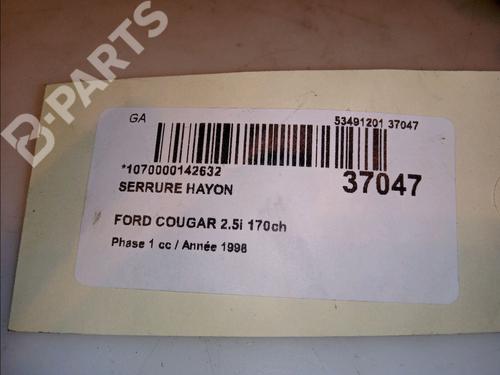 B-PARTS
GA
53491201 37047
*1070000142632
SERRURE HAYON
37047
FORD COUGAR 2.5i 170ch
Phase 1 cc / Année 1998